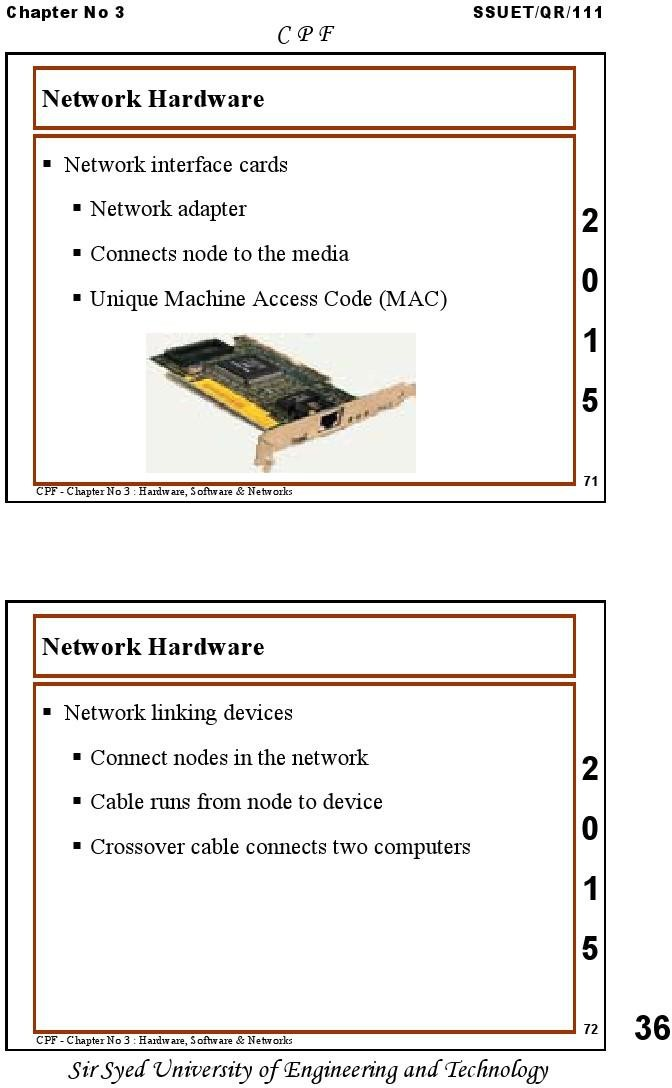 Chapter No 3 SSUET/QR/111
C P F
Network Hardware
▪ Network interface cards
▪ Network adapter
▪ Connects node to the media
▪ Unique Machine Access Code (MAC)
2
0
1
5
71
CPF - Chapter No 3 : Hardware, Software & Networks
Network Hardware
▪ Network linking devices
▪ Connect nodes in the network
▪ Cable runs from node to device
▪ Crossover cable connects two computers
2
0
1
5
72
36
CPF - Chapter No 3 : Hardware, Software & Networks
Sir Syed University of Engineering and Technology